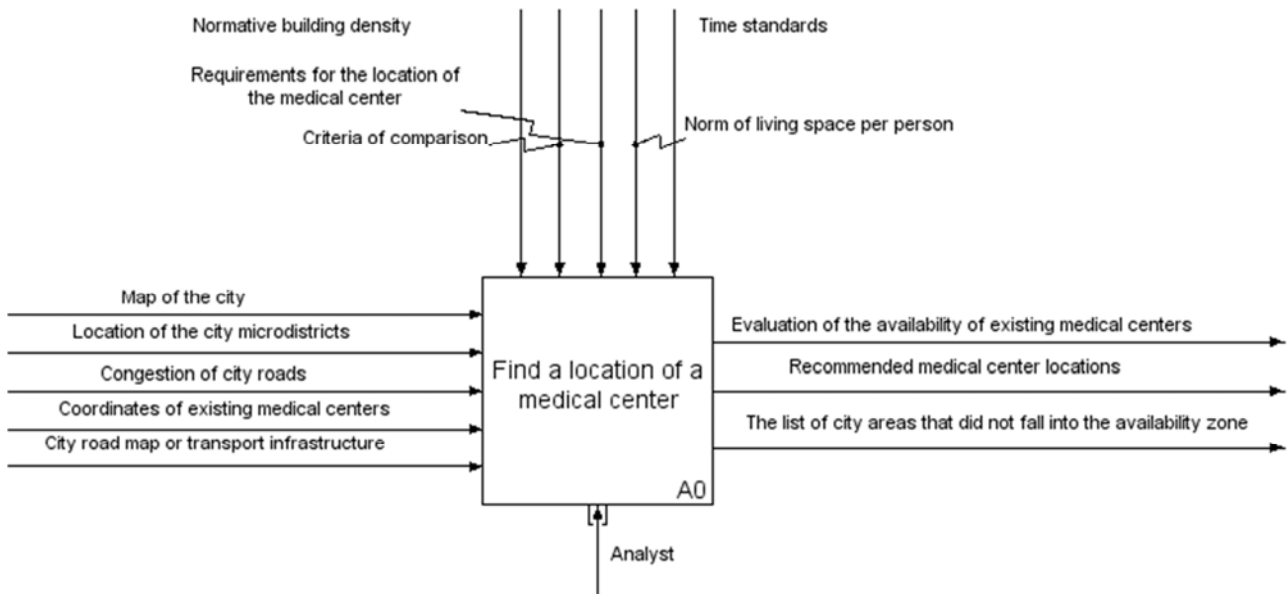 Normative building density
Time standards
Requirements for the location of
the medical center
Criteria of comparison
Norm of living space per person
Map of the city
Location of the city microdistricts
Congestion of city roads
Coordinates of existing medical centers
City road map or transport infrastructure
Find a location of a
medical center
A0
Evaluation of the availability of existing medical centers
Recommended medical center locations
The list of city areas that did not fall into the availability zone
Analyst